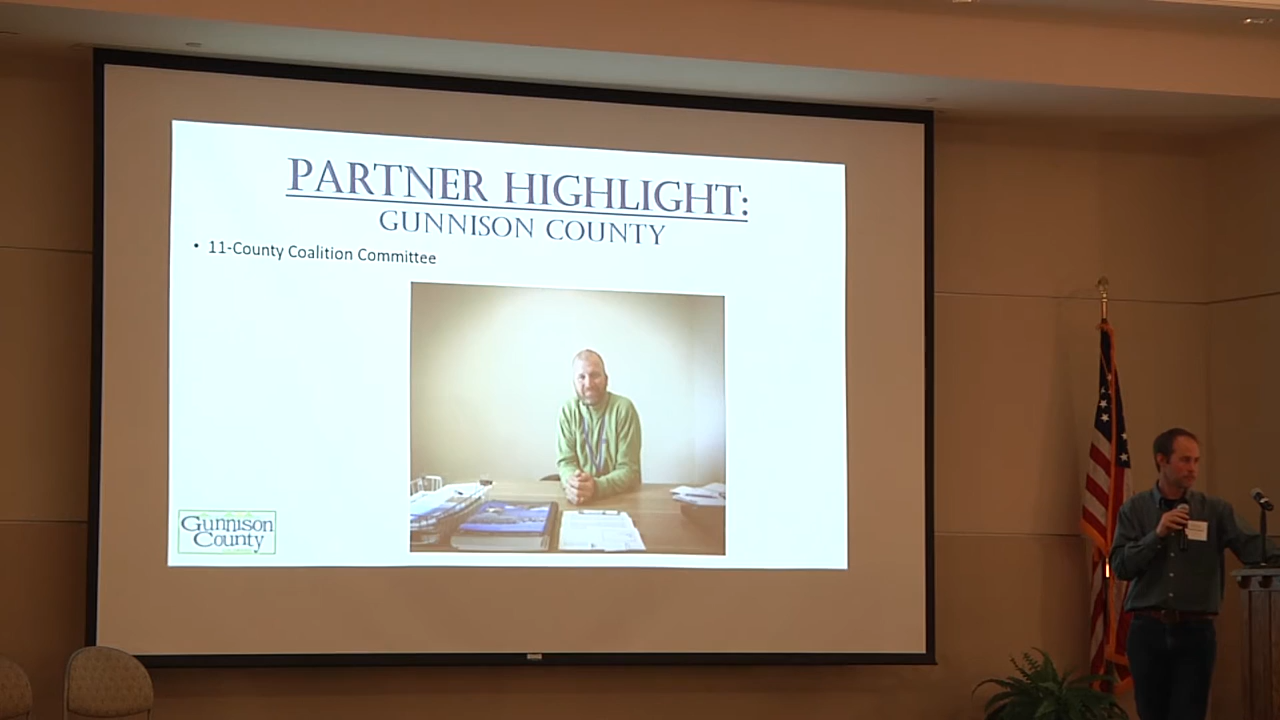 PARTNER HIGHLIGHT:
GUNNISON COUNTY
• 11-County Coalition Committee
Gunnison
County